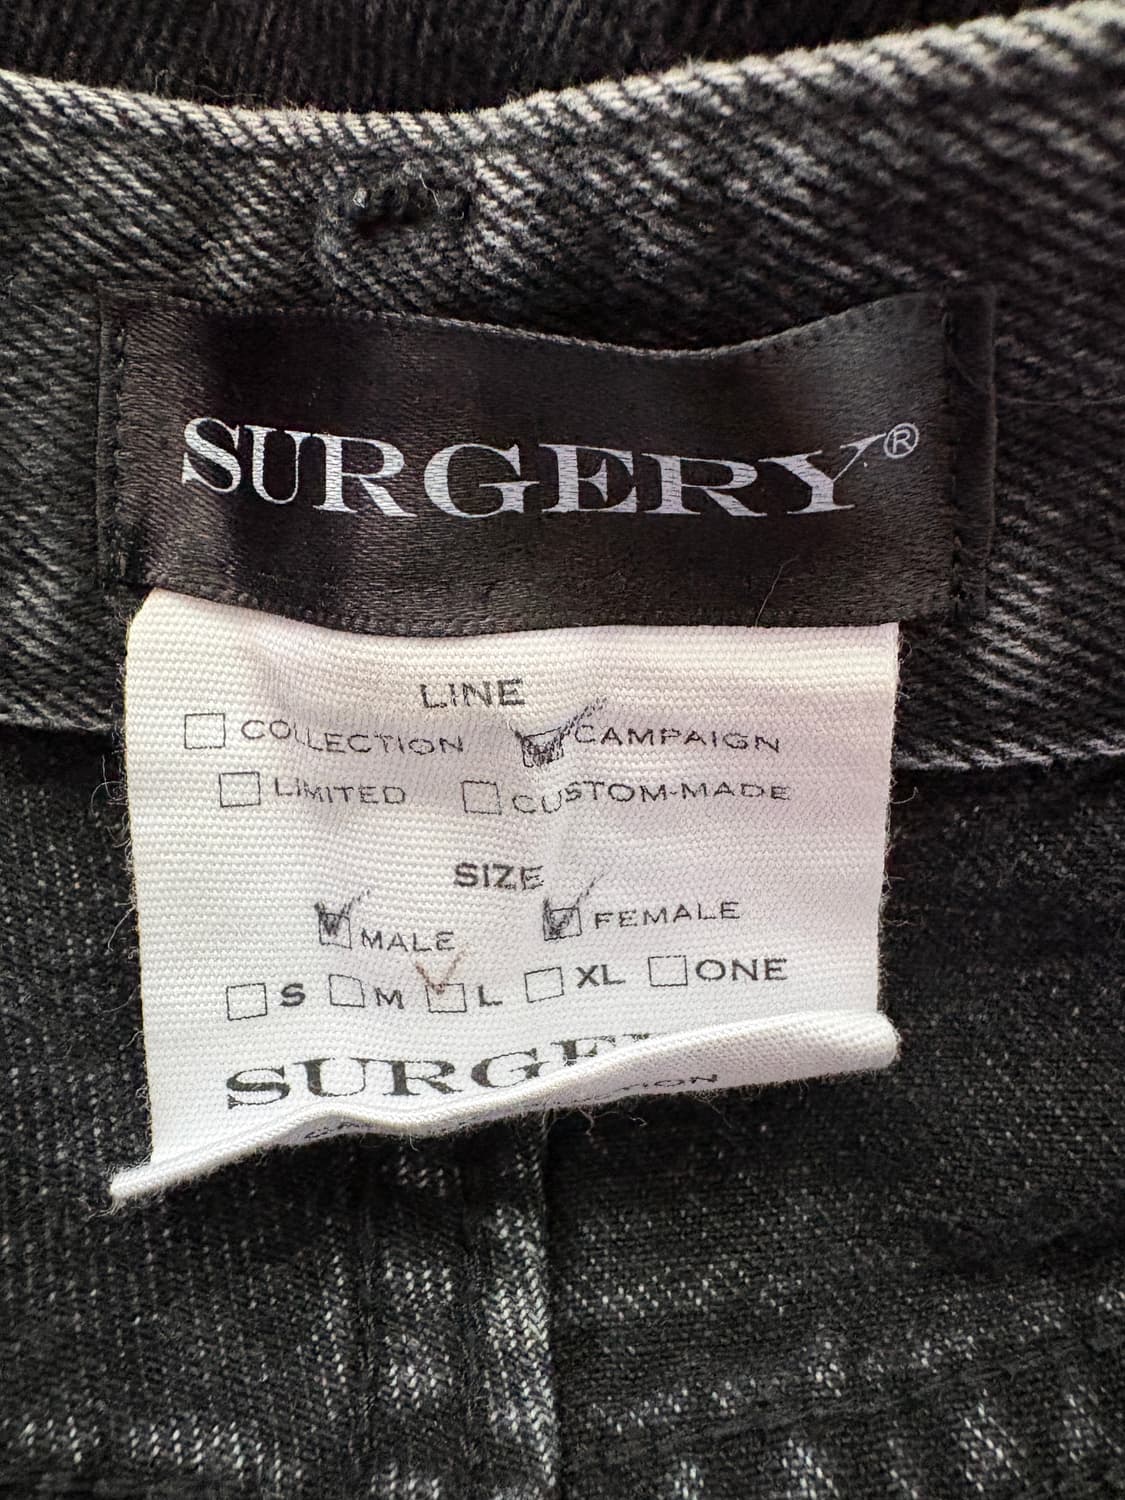 SURGERY®
LINE
COLLECTION CAMPAIGN
LIMITED CUSTOM-MADE
SIZE
MALE FEMALE
S M L XL ONE